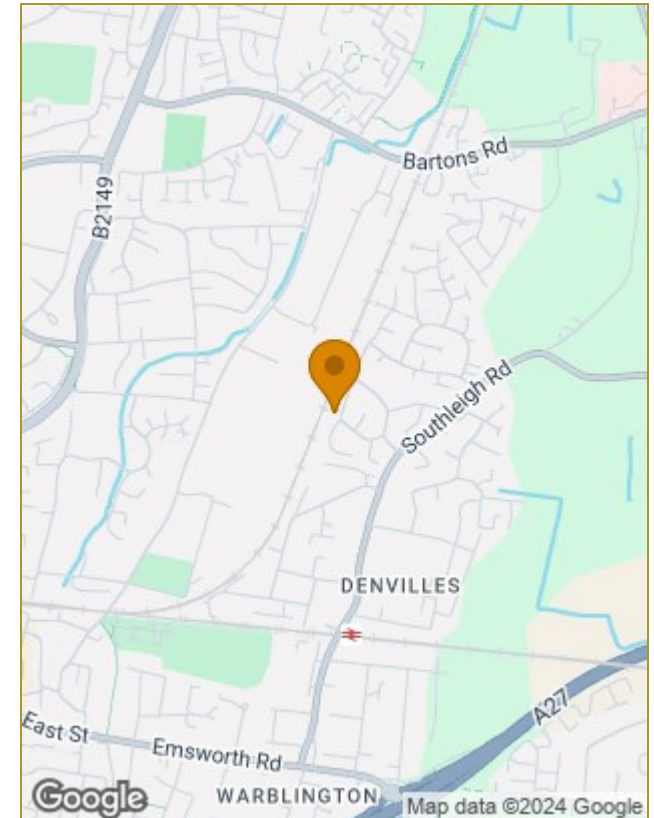 Bartons Rd
B2149
Southleigh Rd
DENVILLES
A27
East St
Emsworth Rd
WARBLINGTON
Google
Map data ©2024 Google